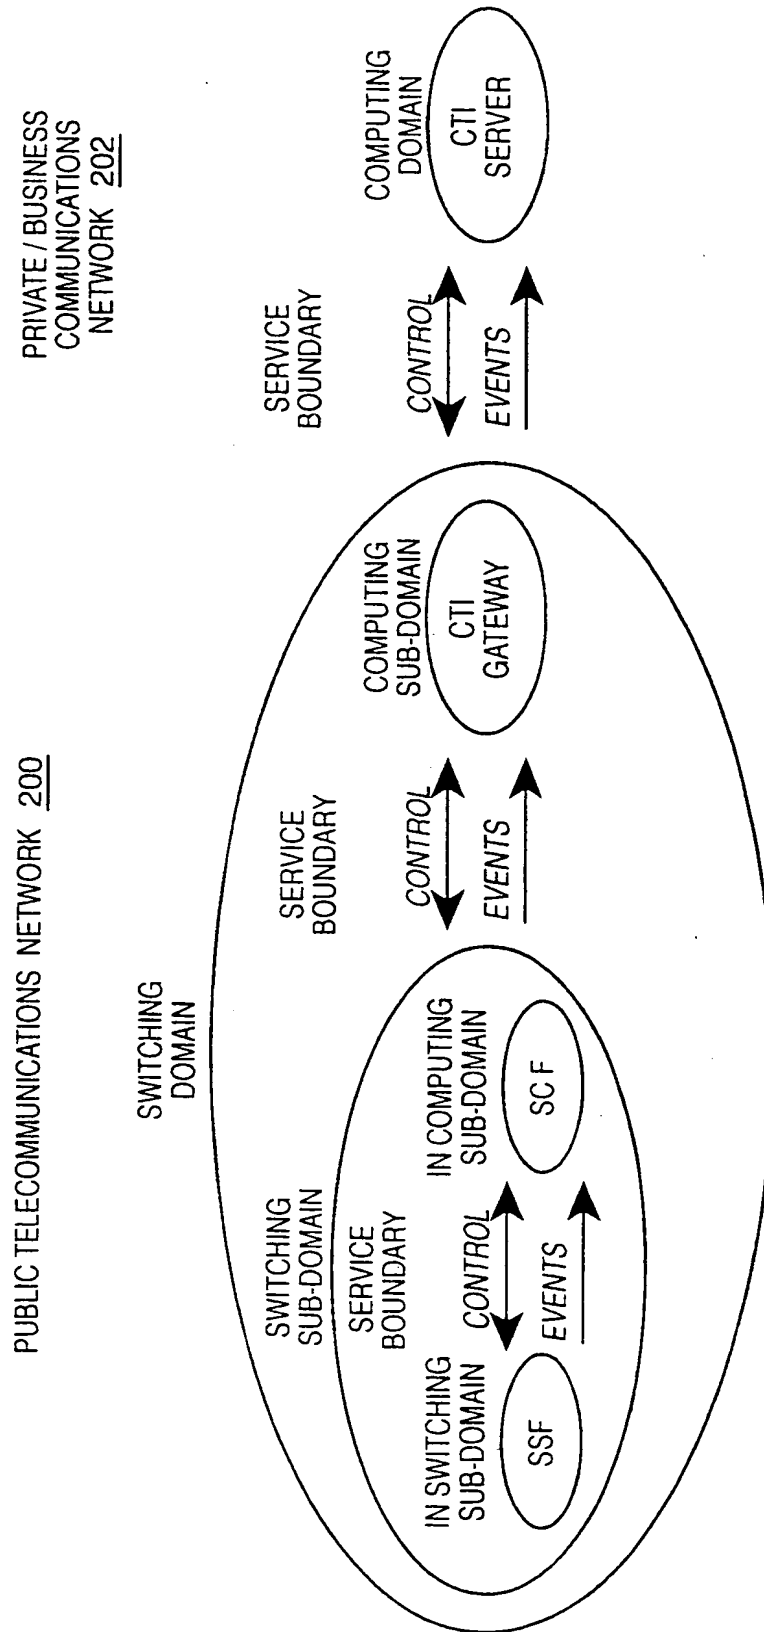 PUBLIC TELECOMMUNICATIONS NETWORK 200
PRIVATE / BUSINESS
COMMUNICATIONS
NETWORK 202
SWITCHING
DOMAIN
SWITCHING
SUB-DOMAIN
SERVICE
BOUNDARY
IN SWITCHING
SUB-DOMAIN
SSF
CONTROL
EVENTS
IN COMPUTING
SUB-DOMAIN
SCF
SERVICE
BOUNDARY
CONTROL
EVENTS
COMPUTING
SUB-DOMAIN
CTI
GATEWAY
SERVICE
BOUNDARY
CONTROL
EVENTS
COMPUTING
DOMAIN
CTI
SERVER